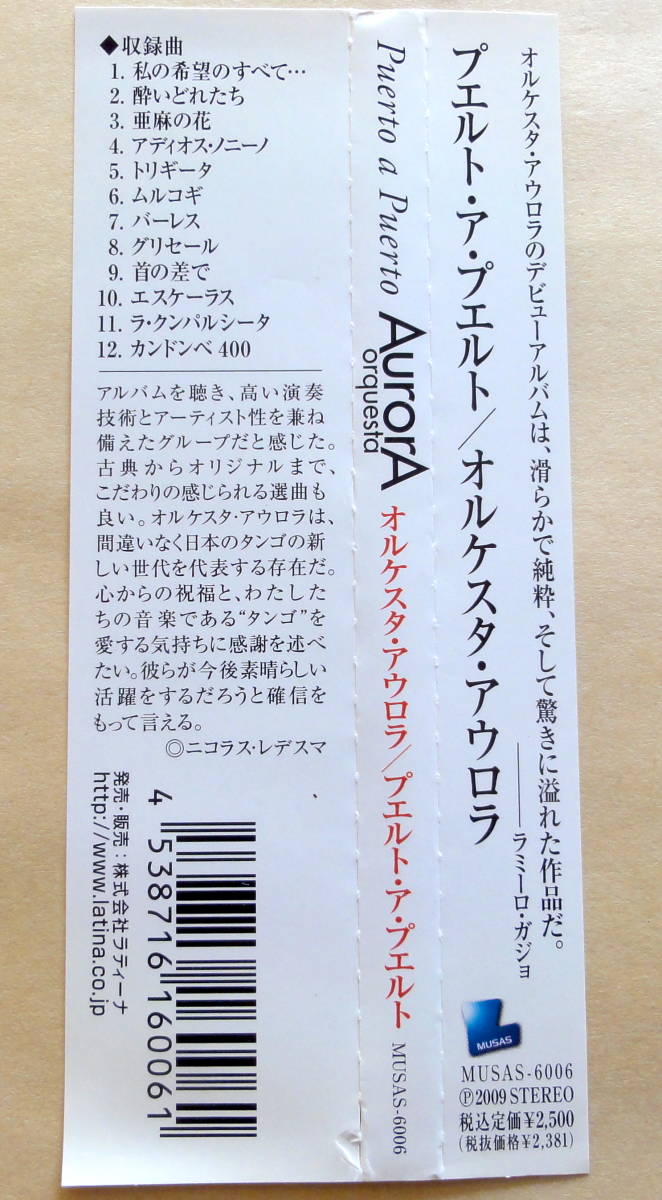 オルケスタ・アウロラのデビューアルバムは、滑らかで純粋、そして驚きに溢れた作品だ。
――ラミーロ・ガジョ
プエルト・ア・プエルト/オルケスタ・アウロラ
MUSAS
MUSAS-6006
Ⓟ2009 STEREO
税込定価¥2,500
(税抜価格¥2,381)
Puerto a Puerto
AurorA
orquesta
オルケスタ・アウロラ/プエルト・ア・プエルト
MUSAS-6006
◆収録曲
1. 私の希望のすべて…
2. 酔いどれたち
3. 亜麻の花
4. アディオス・ノニーノ
5. トリギータ
6. ムルコギ
7. バーレス
8. グリセール
9. 首の差で
10. エスケーラス
11. ラ・クンパルシータ
12. カンドンベ 400
アルバムを聴き、高い演奏
技術とアーティスト性を兼ね
備えたグループだと感じた。
古典からオリジナルまで、
こだわりの感じられる選曲も
良い。オルケスタ・アウロラは、
間違いなく日本のタンゴの新
しい世代を代表する存在だ。
心からの祝福と、わたした
ちの音楽である“タンゴ”を
愛する気持ちに感謝を述べ
たい。彼らが今後素晴らしい
活躍をするだろうと確信を
もって言える。
◎ニコラス・レデスマ
4 538716 160061
発売・販売:株式会社ラティーナ
http://www.latina.co.jp